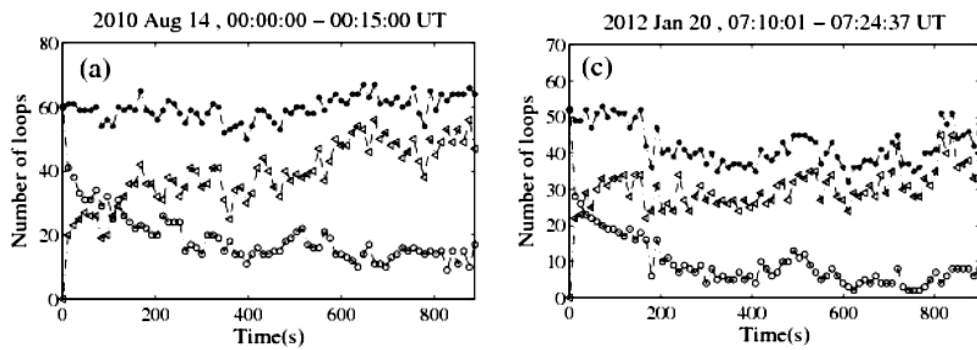 2010 Aug 14 , 00:00:00 – 00:15:00 UT
(a)
Number of loops
80
60
40
20
0
0 200 400 600 800
Time(s)
2012 Jan 20 , 07:10:01 – 07:24:37 UT
(c)
Number of loops
70
60
50
40
30
20
10
0
0 200 400 600 800
Time(s)